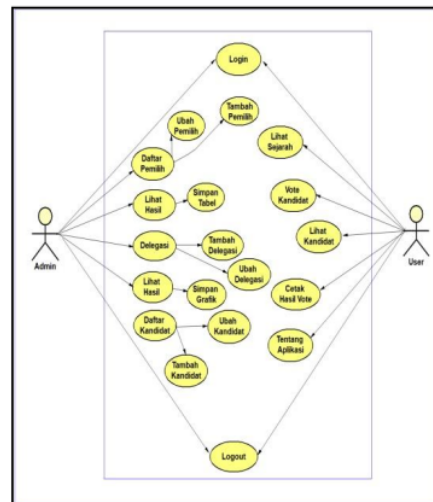 Login
Ubah
Pemilih
Tambah
Pemilih
Lihat
Sejarah
Daftar
Pemilih
Lihat
Hasil
Simpan
Tabel
Vote
Kandidat
Lihat
Kandidat
Admin
User
Delegasi
Tambah
Delegasi
Ubah
Delegasi
Lihat
Hasil
Simpan
Grafik
Cetak
Hasil Vote
Daftar
Kandidat
Ubah
Kandidat
Tentang
Aplikasi
Tambah
Kandidat
Logout